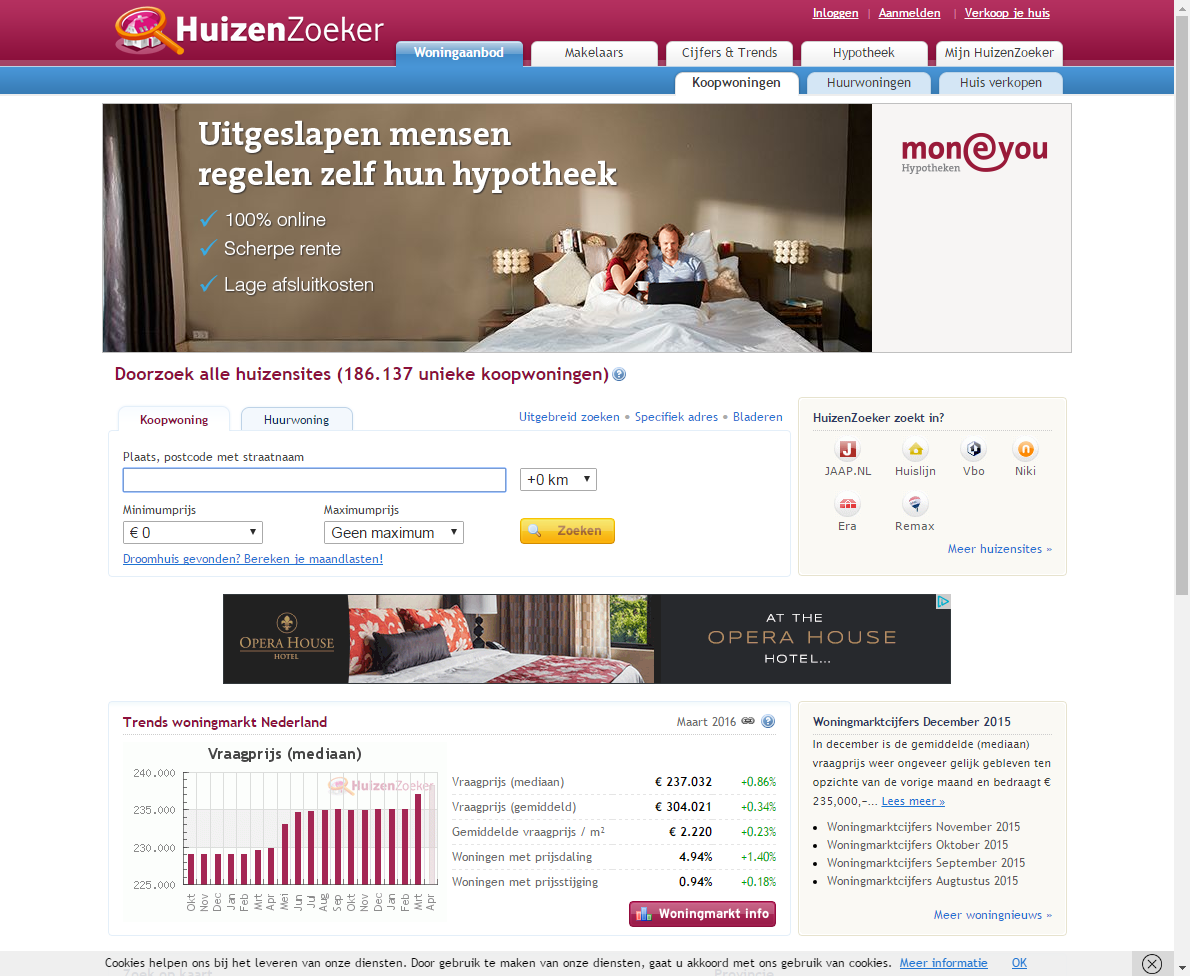 HuizenZoeker
Inloggen | Aanmelden | Verkoop je huis
Woningaanbod
Makelaars
Cijfers & Trends
Hypotheek
Mijn HuizenZoeker
Koopwoningen
Huurwoningen
Huis verkopen
Uitgeslapen mensen
regelen zelf hun hypotheek
100% online
Scherpe rente
Lage afsluitkosten
moneyou
Hypotheken
Doorzoek alle huizensites (186.137 unieke koopwoningen)
Koopwoning
Huurwoning
Uitgebreid zoeken • Specifiek adres • Bladeren
Plaats, postcode met straatnaam
+0 km
Minimumprijs
Maximumprijs
€ 0
Geen maximum
Zoeken
Droomhuis gevonden? Bereken je maandlasten!
HuizenZoeker zoekt in?
JAAP.NL
Huislijn
Vbo
Niki
Era
Remax
Meer huizensites »
OPERA HOUSE
HOTEL
AT THE
OPERA HOUSE
HOTEL...
Trends woningmarkt Nederland
Maart 2016
Vraagprijs (mediaan)
HuizenZoeker
240.000
235.000
230.000
225.000
Okt Nov Dec Jan Feb Mrt Apr Mei Jun Jul Aug Sep Okt Nov Dec Jan Feb Mrt Apr
Vraagprijs (mediaan) € 237.032 +0.86%
Vraagprijs (gemiddeld) € 304.021 +0.34%
Gemiddelde vraagprijs / m² € 2.220 +0.23%
Woningen met prijsdaling 4.94% +1.40%
Woningen met prijsstijging 0.94% +0.18%
Woningmarkt info
Woningmarktcijfers December 2015
In december is de gemiddelde (mediaan)
vraagprijs weer ongeveer gelijk gebleven ten
opzichte van de vorige maand en bedraagt €
235,000,-... Lees meer »
Woningmarktcijfers November 2015
Woningmarktcijfers Oktober 2015
Woningmarktcijfers September 2015
Woningmarktcijfers Augtustus 2015
Meer woningnieuws »
Cookies helpen ons bij het leveren van onze diensten. Door gebruik te maken van onze diensten, gaat u akkoord met ons gebruik van cookies. Meer informatie OK
Zoek op kaart
Provincie